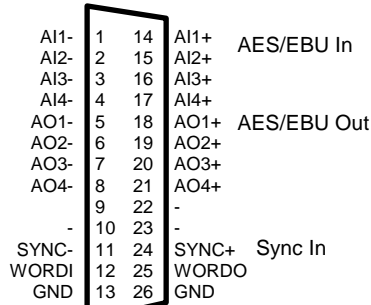 AI1- 1 14 AI1+ AES/EBU In
AI2- 2 15 AI2+
AI3- 3 16 AI3+
AI4- 4 17 AI4+
AO1- 5 18 AO1+ AES/EBU Out
AO2- 6 19 AO2+
AO3- 7 20 AO3+
AO4- 8 21 AO4+
9 22 -
- 10 23 -
SYNC- 11 24 SYNC+ Sync In
WORDI 12 25 WORDO
GND 13 26 GND